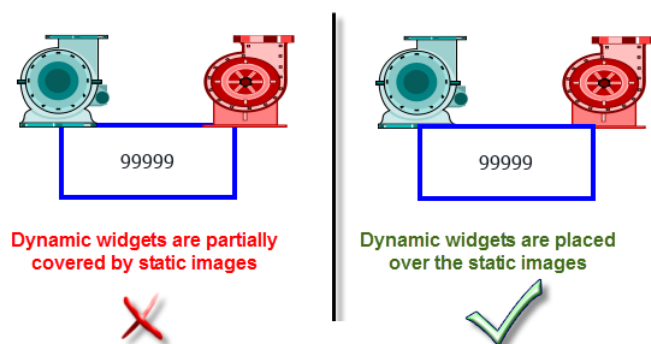 99999
Dynamic widgets are partially
covered by static images
99999
Dynamic widgets are placed
over the static images